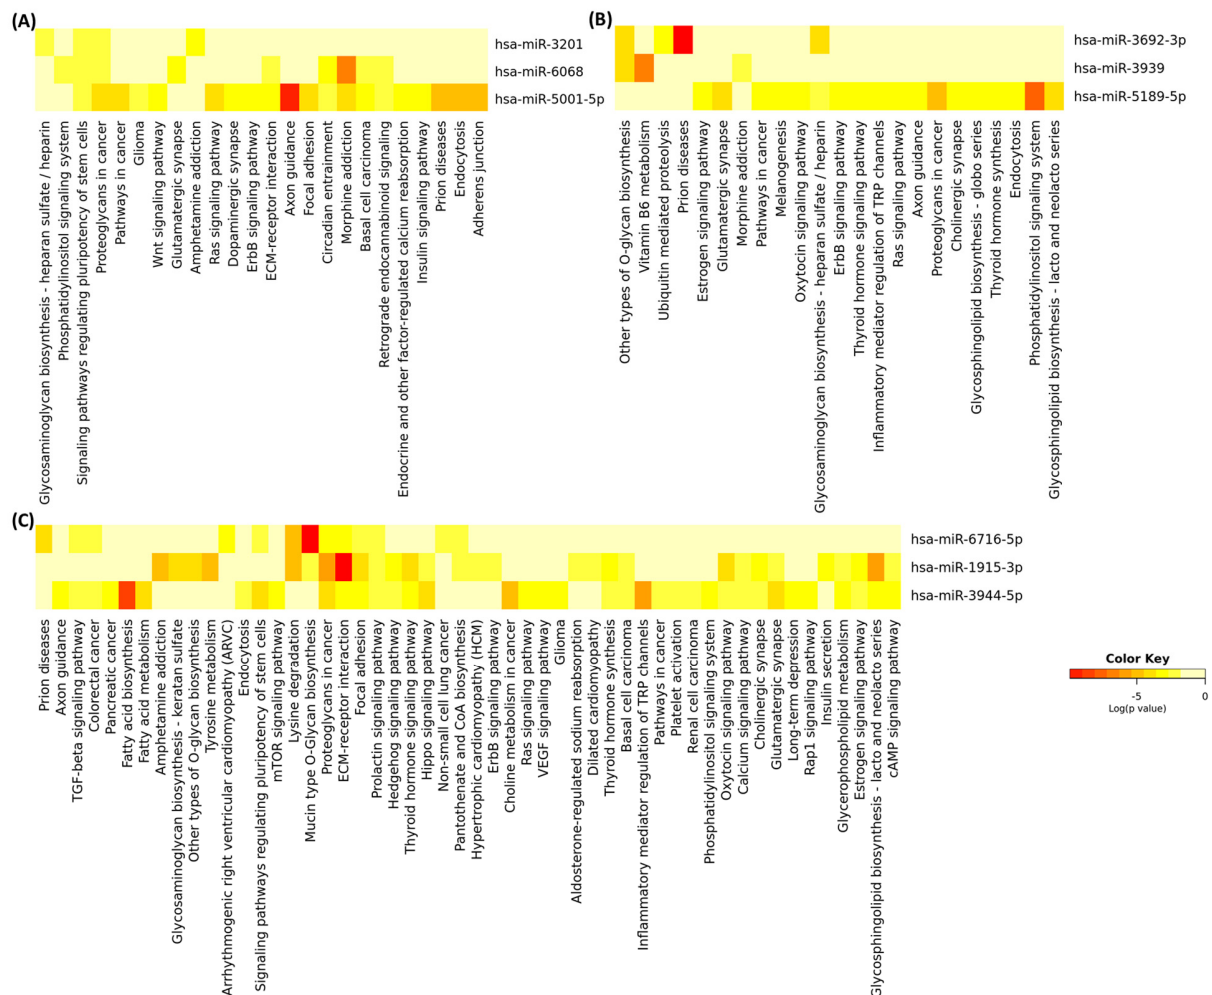 (A)
hsa-miR-3201
hsa-miR-6068
hsa-miR-5001-5p
Glycosaminoglycan biosynthesis - heparan sulfate / heparin
Phosphatidylinositol signaling system
Signaling pathways regulating pluripotency of stem cells
Proteoglycans in cancer
Pathways in cancer
Glioma
Wnt signaling pathway
Glutamatergic synapse
Amphetamine addiction
Ras signaling pathway
Dopaminergic synapse
ErbB signaling pathway
ECM-receptor interaction
Axon guidance
Focal adhesion
Circadian entrainment
Morphine addiction
Basal cell carcinoma
Retrograde endocannabinoid signaling
Endocrine and other factor-regulated calcium reabsorption
Insulin signaling pathway
Prion diseases
Endocytosis
Adherens junction
(B)
hsa-miR-3692-3p
hsa-miR-3939
hsa-miR-5189-5p
Other types of O-glycan biosynthesis
Vitamin B6 metabolism
Ubiquitin mediated proteolysis
Prion diseases
Estrogen signaling pathway
Glutamatergic synapse
Morphine addiction
Pathways in cancer
Melanogenesis
Oxytocin signaling pathway
Glycosaminoglycan biosynthesis - heparan sulfate / heparin
ErbB signaling pathway
Thyroid hormone signaling pathway
Inflammatory mediator regulation of TRP channels
Ras signaling pathway
Axon guidance
Proteoglycans in cancer
Cholinergic synapse
Glycosphingolipid biosynthesis - globo series
Thyroid hormone synthesis
Endocytosis
Phosphatidylinositol signaling system
Glycosphingolipid biosynthesis - lacto and neolacto series
(C)
hsa-miR-6716-5p
hsa-miR-1915-3p
hsa-miR-3944-5p
Prion diseases
Axon guidance
TGF-beta signaling pathway
Colorectal cancer
Pancreatic cancer
Fatty acid biosynthesis
Fatty acid metabolism
Amphetamine addiction
Glycosaminoglycan biosynthesis - keratan sulfate
Other types of O-glycan biosynthesis
Tyrosine metabolism
Arrhythmogenic right ventricular cardiomyopathy (ARVC)
Endocytosis
Signaling pathways regulating pluripotency of stem cells
mTOR signaling pathway
Lysine degradation
Mucin type O-Glycan biosynthesis
Proteoglycans in cancer
ECM-receptor interaction
Focal adhesion
Prolactin signaling pathway
Hedgehog signaling pathway
Thyroid hormone signaling pathway
Hippo signaling pathway
Non-small cell lung cancer
Pantothenate and CoA biosynthesis
Hypertrophic cardiomyopathy (HCM)
ErbB signaling pathway
Choline metabolism in cancer
Ras signaling pathway
VEGF signaling pathway
Glioma
Aldosterone-regulated sodium reabsorption
Dilated cardiomyopathy
Thyroid hormone synthesis
Basal cell carcinoma
Inflammatory mediator regulation of TRP channels
Pathways in cancer
Platelet activation
Renal cell carcinoma
Phosphatidylinositol signaling system
Oxytocin signaling pathway
Calcium signaling pathway
Cholinergic synapse
Glutamatergic synapse
Long-term depression
Rap1 signaling pathway
Insulin secretion
Glycerophospholipid metabolism
Estrogen signaling pathway
Glycosphingolipid biosynthesis - lacto and neolacto series
cAMP signaling pathway
Color Key
-5 0
Log(p value)